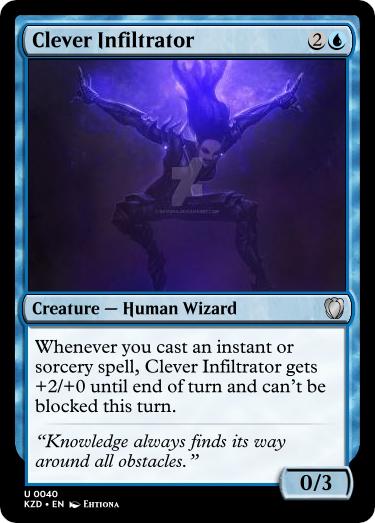 Clever Infiltrator 2
Creature — Human Wizard
Whenever you cast an instant or
sorcery spell, Clever Infiltrator gets
+2/+0 until end of turn and can't be
blocked this turn.
“Knowledge always finds its way
around all obstacles.”
0/3
U 0040
KZD • EN Ehtiona